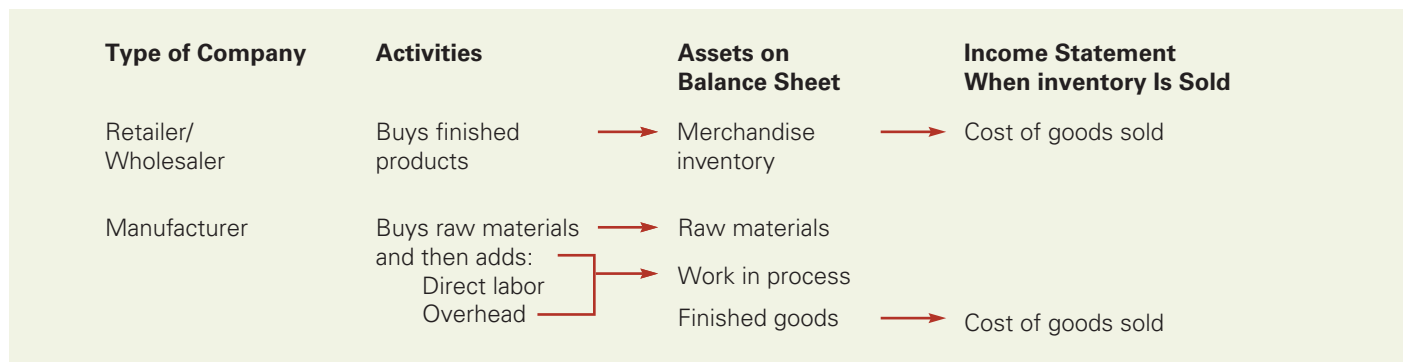 Type of Company Activities Assets on Income Statement
Balance Sheet When inventory Is Sold
Retailer/ Buys finished Merchandise Cost of goods sold
Wholesaler products inventory
Manufacturer Buys raw materials Raw materials
and then adds:
Direct labor Work in process
Overhead Finished goods Cost of goods sold